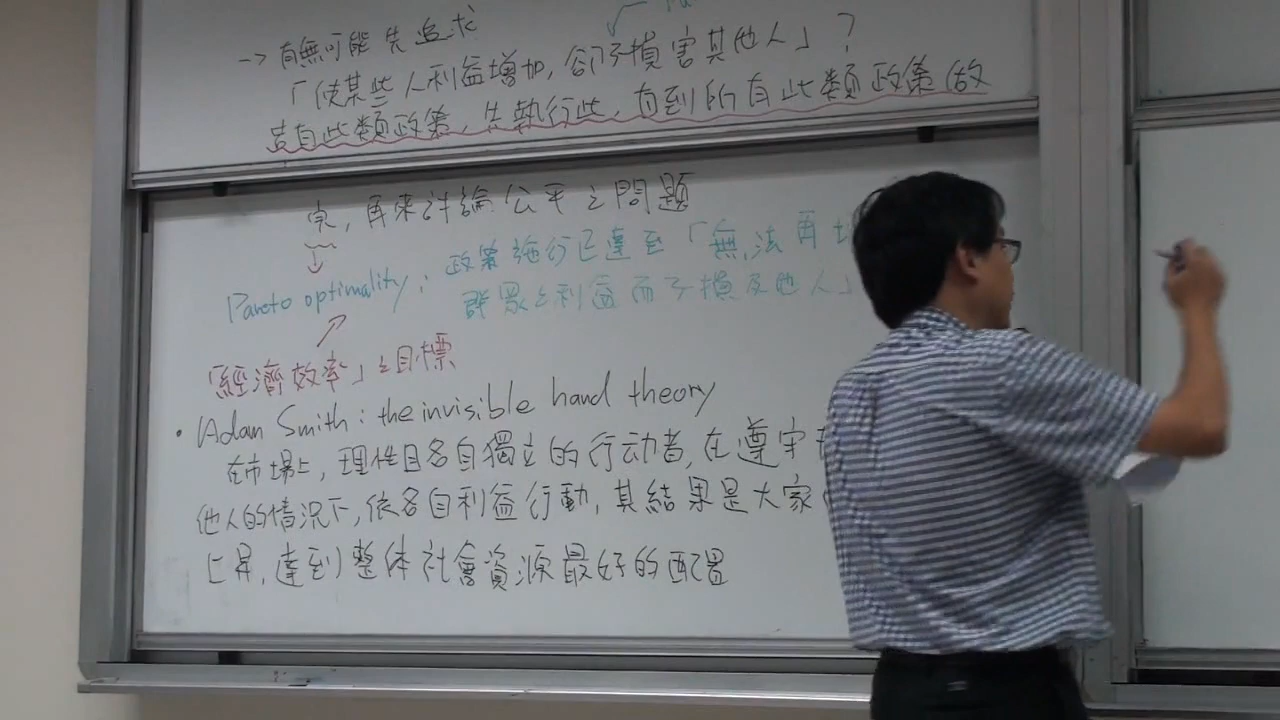 → 有無可能先追求
「使某些人利益增加,卻不損害其他人」?
若有此類政策,先執行此,直到所有此類政策做
完,再來討論公平之問題
Pareto optimality: 政策施行已達至「無法再
群眾之利益而不損及他人」
「經濟效率」之目標
• Adam Smith: the invisible hand theory
在市場上,理性且各自獨立的行动者,在遵守
他人的情況下,依各自利益行動,其結果是大家
上昇,達到整体社會資源最好的配置